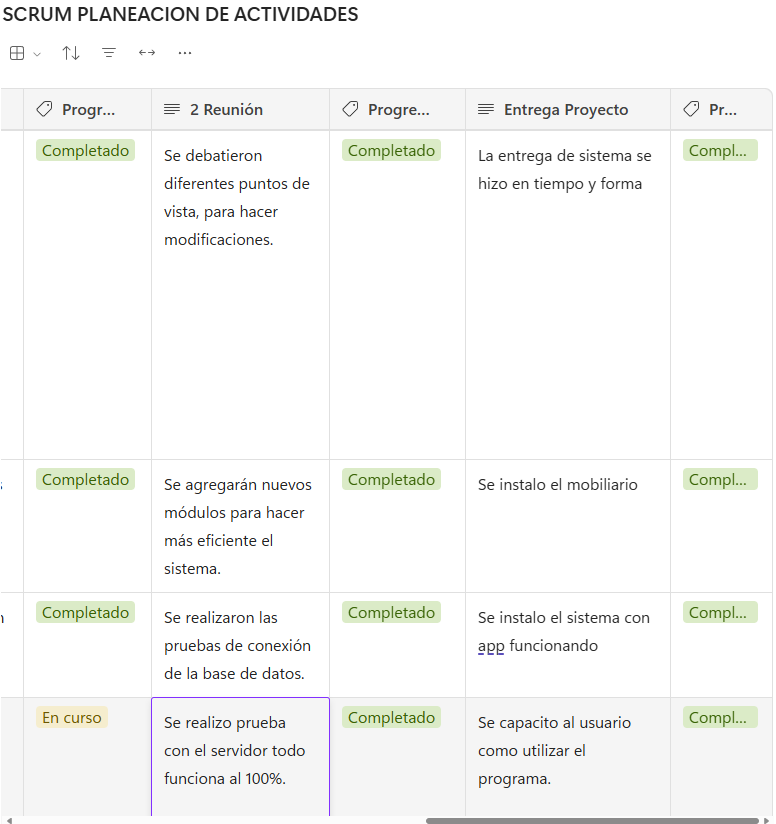 SCRUM PLANEACION DE ACTIVIDADES
Progr... 2 Reunión Progre... Entrega Proyecto Pr...
Completado
Se debatieron
diferentes puntos de
vista, para hacer
modificaciones.
Completado
La entrega de sistema se
hizo en tiempo y forma
Compl...
s
Completado
Se agregarán nuevos
módulos para hacer
más eficiente el
sistema.
Completado
Se instalo el mobiliario
Compl...
n
Completado
Se realizaron las
pruebas de conexión
de la base de datos.
Completado
Se instalo el sistema con
app funcionando
Compl...
En curso
Se realizo prueba
con el servidor todo
funciona al 100%.
Completado
Se capacito al usuario
como utilizar el
programa.
Compl...